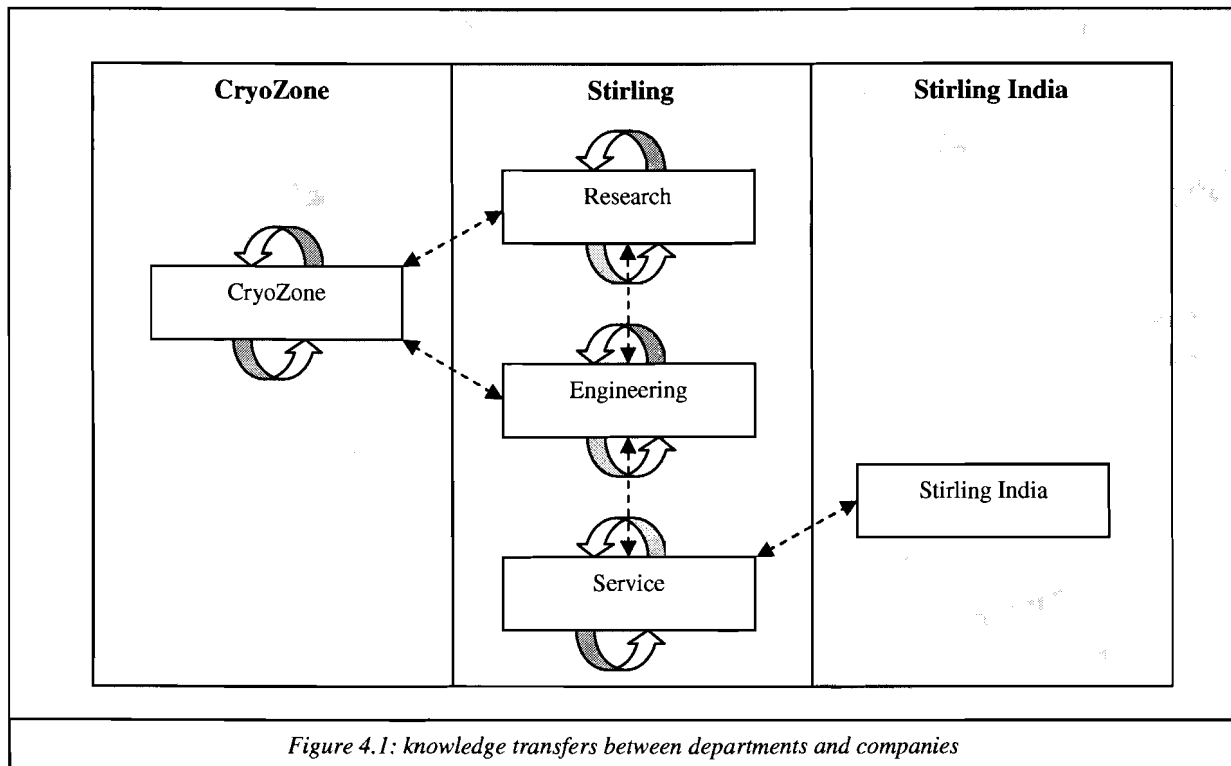 CryoZone
Stirling
Stirling India
Research
CryoZone
Engineering
Stirling India
Service
Figure 4.1: knowledge transfers between departments and companies